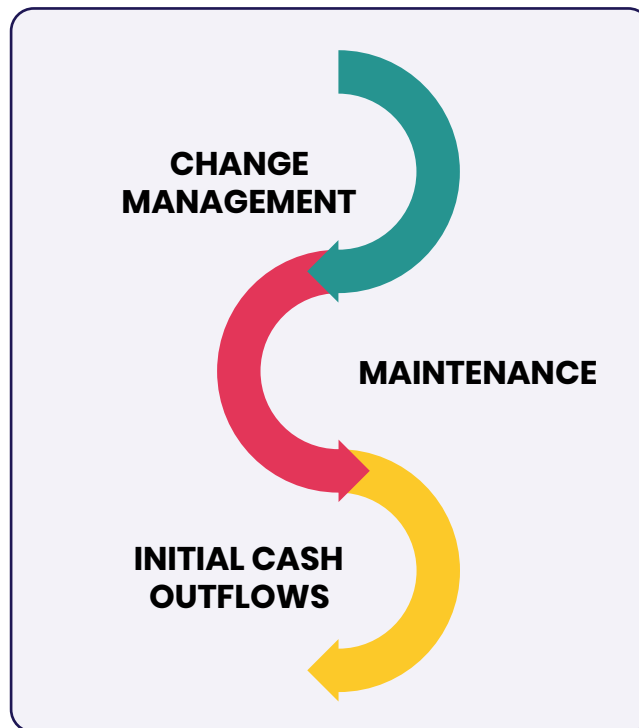 CHANGE
MANAGEMENT
MAINTENANCE
INITIAL CASH
OUTFLOWS